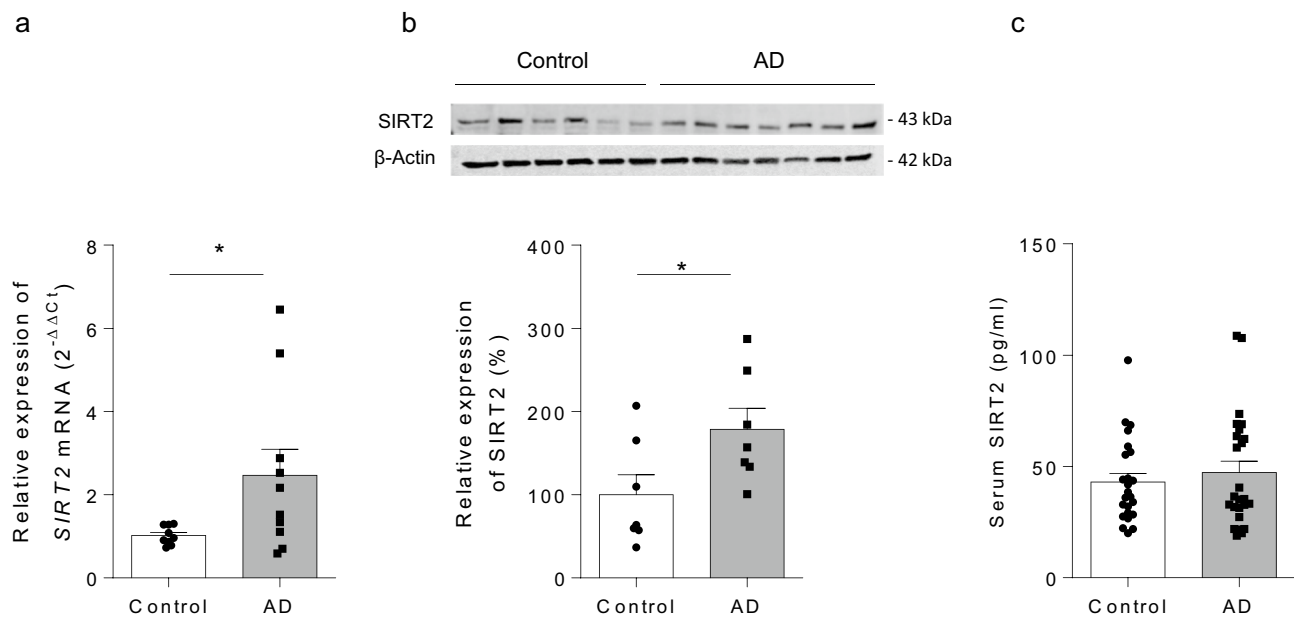 a
b
c
Control AD
SIRT2 - 43 kDa
β-Actin - 42 kDa
Relative expression of
SIRT2 mRNA (2^-ΔΔCt)
8
6
4
2
0
*
Control AD
Relative expression
of SIRT2 (%)
400
300
200
100
0
*
Control AD
Serum SIRT2 (pg/ml)
150
100
50
0
Control AD